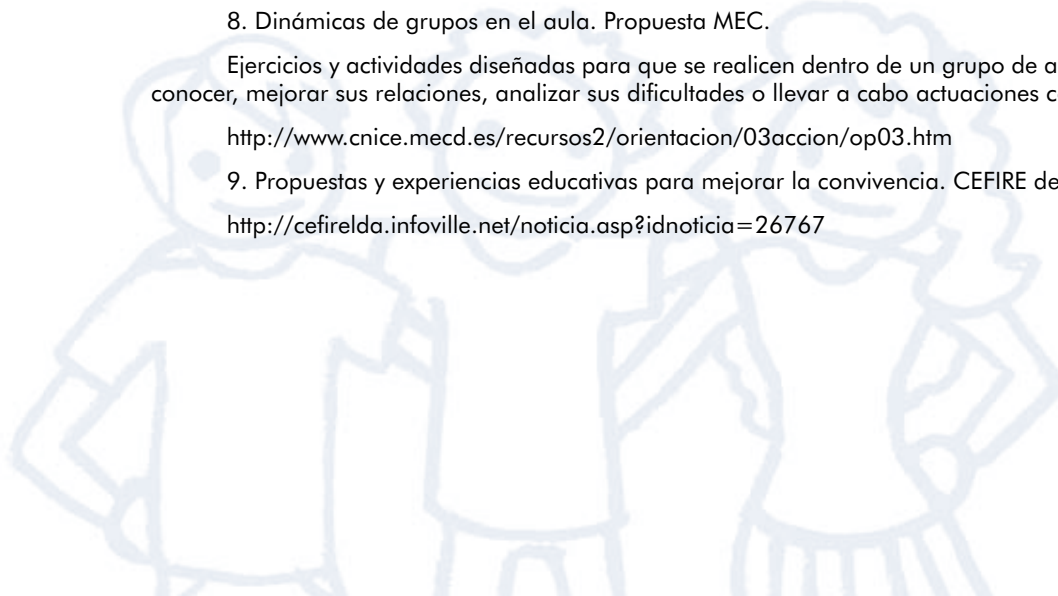 8. Dinámicas de grupos en el aula. Propuesta MEC.
Ejercicios y actividades diseñadas para que se realicen dentro de un grupo de a
conocer, mejorar sus relaciones, analizar sus dificultades o llevar a cabo actuaciones c
http://www.cnice.mecd.es/recursos2/orientacion/03accion/op03.htm
9. Propuestas y experiencias educativas para mejorar la convivencia. CEFIRE de
http://cefirelda.infoville.net/noticia.asp?idnoticia=26767